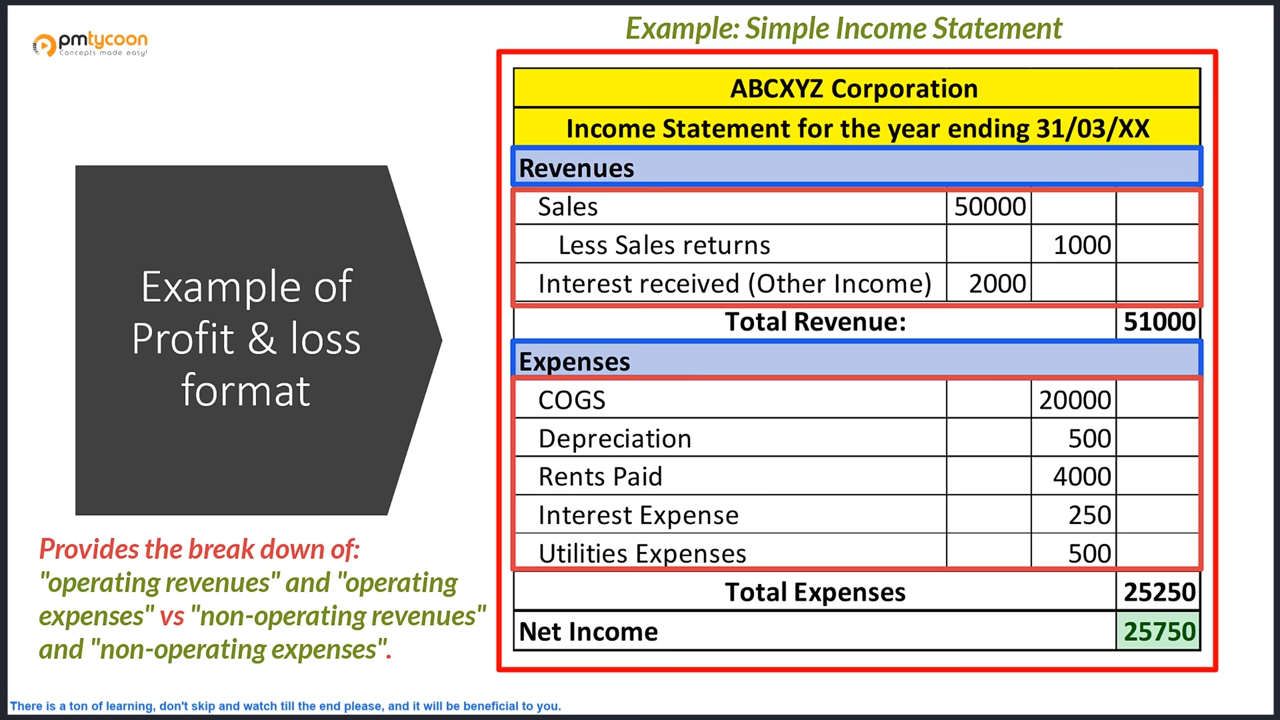 pmtycoon
Concepts made easy!
Example: Simple Income Statement
ABCXYZ Corporation
Income Statement for the year ending 31/03/XX
Revenues
Sales 50000
Less Sales returns 1000
Interest received (Other Income) 2000
Total Revenue: 51000
Expenses
COGS 20000
Depreciation 500
Rents Paid 4000
Interest Expense 250
Utilities Expenses 500
Total Expenses 25250
Net Income 25750
Example of
Profit & loss
format
Provides the break down of:
"operating revenues" and "operating
expenses" vs "non-operating revenues"
and "non-operating expenses".
There is a ton of learning, don't skip and watch till the end please, and it will be beneficial to you.